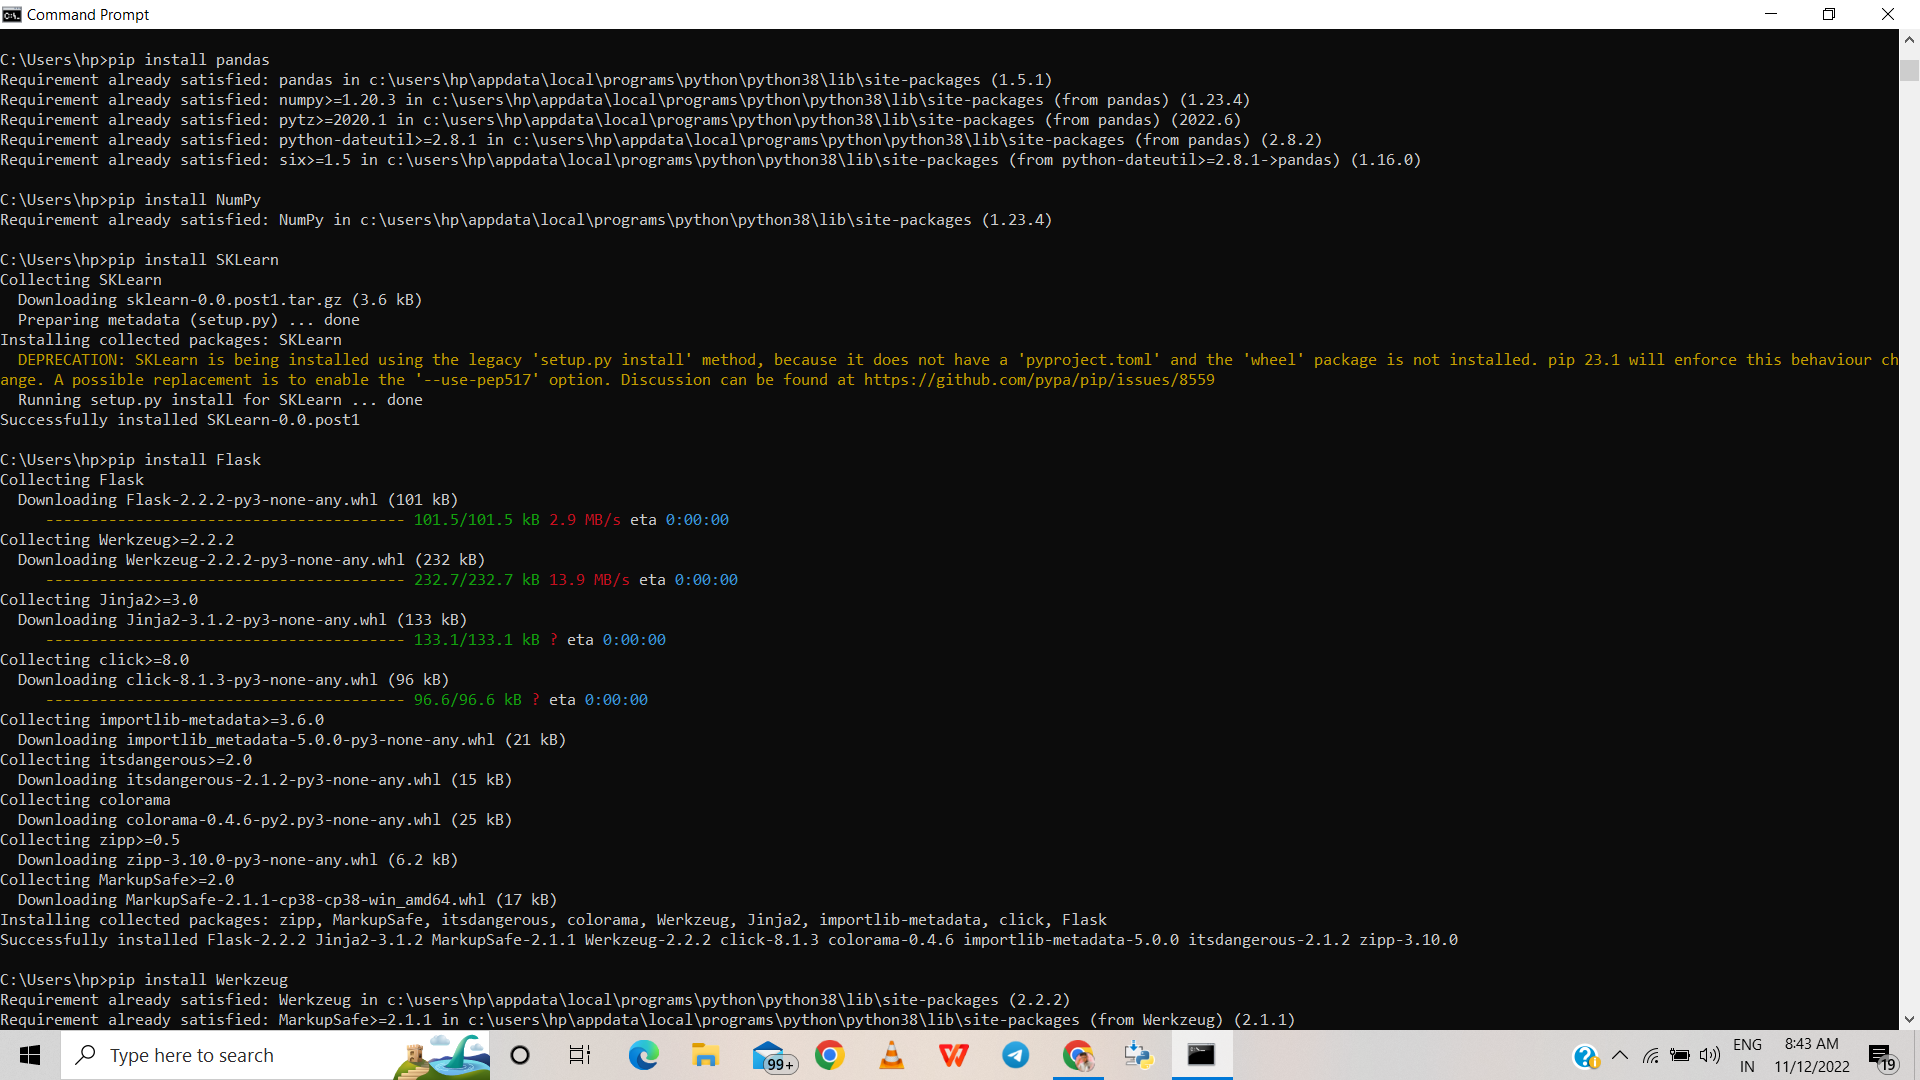 Command Prompt
C:\Users\hp>pip install pandas
Requirement already satisfied: pandas in c:\users\hp\appdata\local\programs\python\python38\lib\site-packages (1.5.1)
Requirement already satisfied: numpy>=1.20.3 in c:\users\hp\appdata\local\programs\python\python38\lib\site-packages (from pandas) (1.23.4)
Requirement already satisfied: pytz>=2020.1 in c:\users\hp\appdata\local\programs\python\python38\lib\site-packages (from pandas) (2022.6)
Requirement already satisfied: python-dateutil>=2.8.1 in c:\users\hp\appdata\local\programs\python\python38\lib\site-packages (from pandas) (2.8.2)
Requirement already satisfied: six>=1.5 in c:\users\hp\appdata\local\programs\python\python38\lib\site-packages (from python-dateutil>=2.8.1->pandas) (1.16.0)
C:\Users\hp>pip install NumPy
Requirement already satisfied: NumPy in c:\users\hp\appdata\local\programs\python\python38\lib\site-packages (1.23.4)
C:\Users\hp>pip install SKLearn
Collecting SKLearn
  Downloading sklearn-0.0.post1.tar.gz (3.6 kB)
  Preparing metadata (setup.py) ... done
Installing collected packages: SKLearn
  DEPRECATION: SKLearn is being installed using the legacy 'setup.py install' method, because it does not have a 'pyproject.toml' and the 'wheel' package is not installed. pip 23.1 will enforce this behaviour ch
ange. A possible replacement is to enable the '--use-pep517' option. Discussion can be found at https://github.com/pypa/pip/issues/8559
  Running setup.py install for SKLearn ... done
Successfully installed SKLearn-0.0.post1
C:\Users\hp>pip install Flask
Collecting Flask
  Downloading Flask-2.2.2-py3-none-any.whl (101 kB)
     ---------------------------------------- 101.5/101.5 kB 2.9 MB/s eta 0:00:00
Collecting Werkzeug>=2.2.2
  Downloading Werkzeug-2.2.2-py3-none-any.whl (232 kB)
     ---------------------------------------- 232.7/232.7 kB 13.9 MB/s eta 0:00:00
Collecting Jinja2>=3.0
  Downloading Jinja2-3.1.2-py3-none-any.whl (133 kB)
     ---------------------------------------- 133.1/133.1 kB ? eta 0:00:00
Collecting click>=8.0
  Downloading click-8.1.3-py3-none-any.whl (96 kB)
     ---------------------------------------- 96.6/96.6 kB ? eta 0:00:00
Collecting importlib-metadata>=3.6.0
  Downloading importlib_metadata-5.0.0-py3-none-any.whl (21 kB)
Collecting itsdangerous>=2.0
  Downloading itsdangerous-2.1.2-py3-none-any.whl (15 kB)
Collecting colorama
  Downloading colorama-0.4.6-py2.py3-none-any.whl (25 kB)
Collecting zipp>=0.5
  Downloading zipp-3.10.0-py3-none-any.whl (6.2 kB)
Collecting MarkupSafe>=2.0
  Downloading MarkupSafe-2.1.1-cp38-cp38-win_amd64.whl (17 kB)
Installing collected packages: zipp, MarkupSafe, itsdangerous, colorama, Werkzeug, Jinja2, importlib-metadata, click, Flask
Successfully installed Flask-2.2.2 Jinja2-3.1.2 MarkupSafe-2.1.1 Werkzeug-2.2.2 click-8.1.3 colorama-0.4.6 importlib-metadata-5.0.0 itsdangerous-2.1.2 zipp-3.10.0
C:\Users\hp>pip install Werkzeug
Requirement already satisfied: Werkzeug in c:\users\hp\appdata\local\programs\python\python38\lib\site-packages (2.2.2)
Requirement already satisfied: MarkupSafe>=2.1.1 in c:\users\hp\appdata\local\programs\python\python38\lib\site-packages (from Werkzeug) (2.1.1)
Type here to search
99+
ENG
IN
8:43 AM
11/12/2022
19